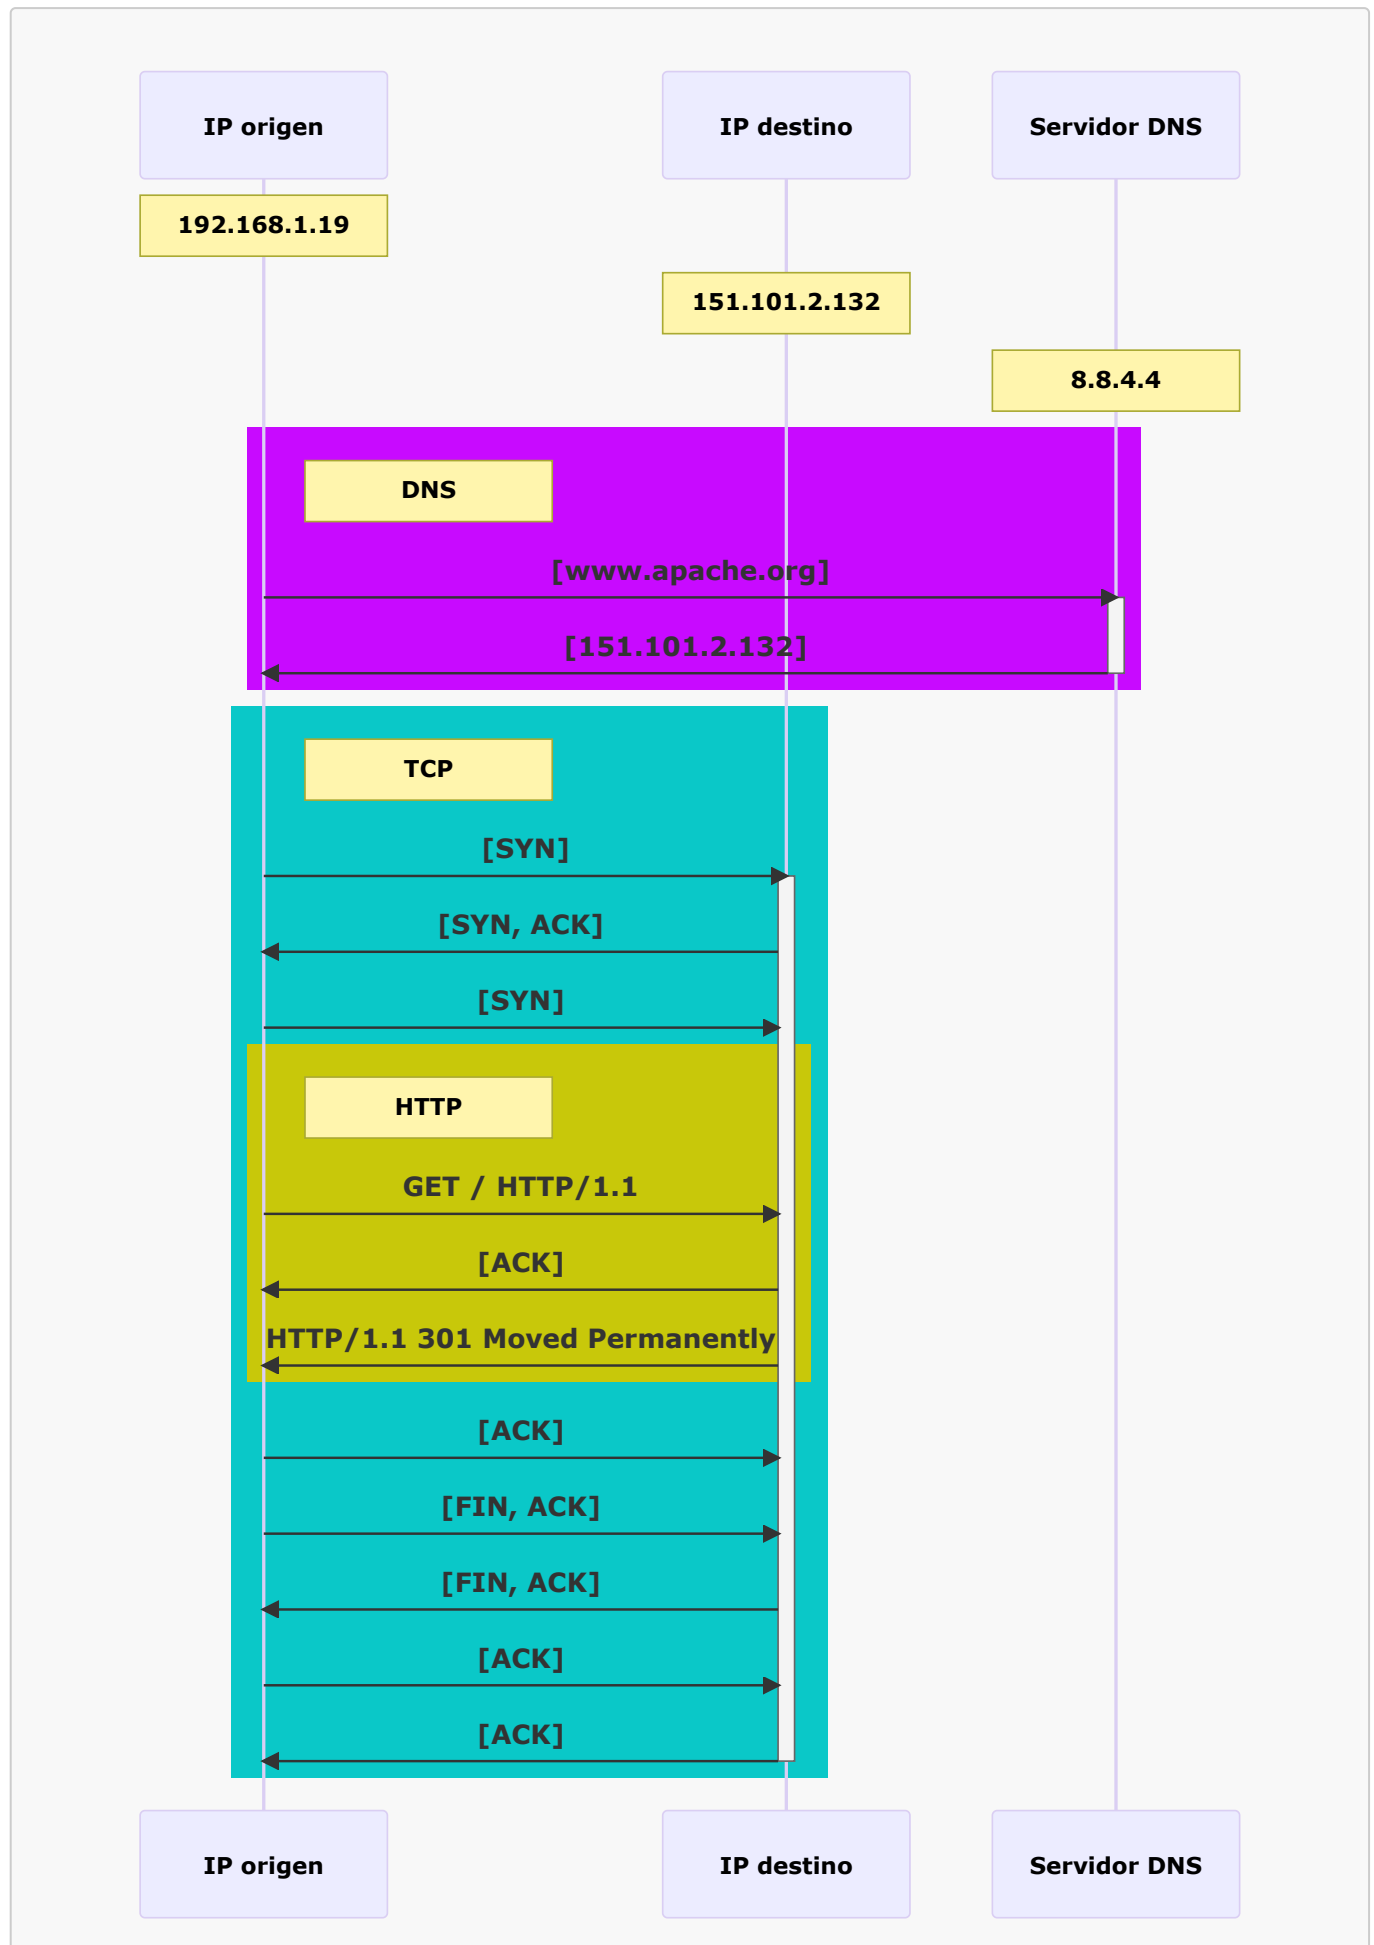 IP origen
IP destino
Servidor DNS
192.168.1.19
151.101.2.132
8.8.4.4
DNS
[www.apache.org]
[151.101.2.132]
TCP
[SYN]
[SYN, ACK]
[SYN]
HTTP
GET / HTTP/1.1
[ACK]
HTTP/1.1 301 Moved Permanently
[ACK]
[FIN, ACK]
[FIN, ACK]
[ACK]
[ACK]
IP origen
IP destino
Servidor DNS